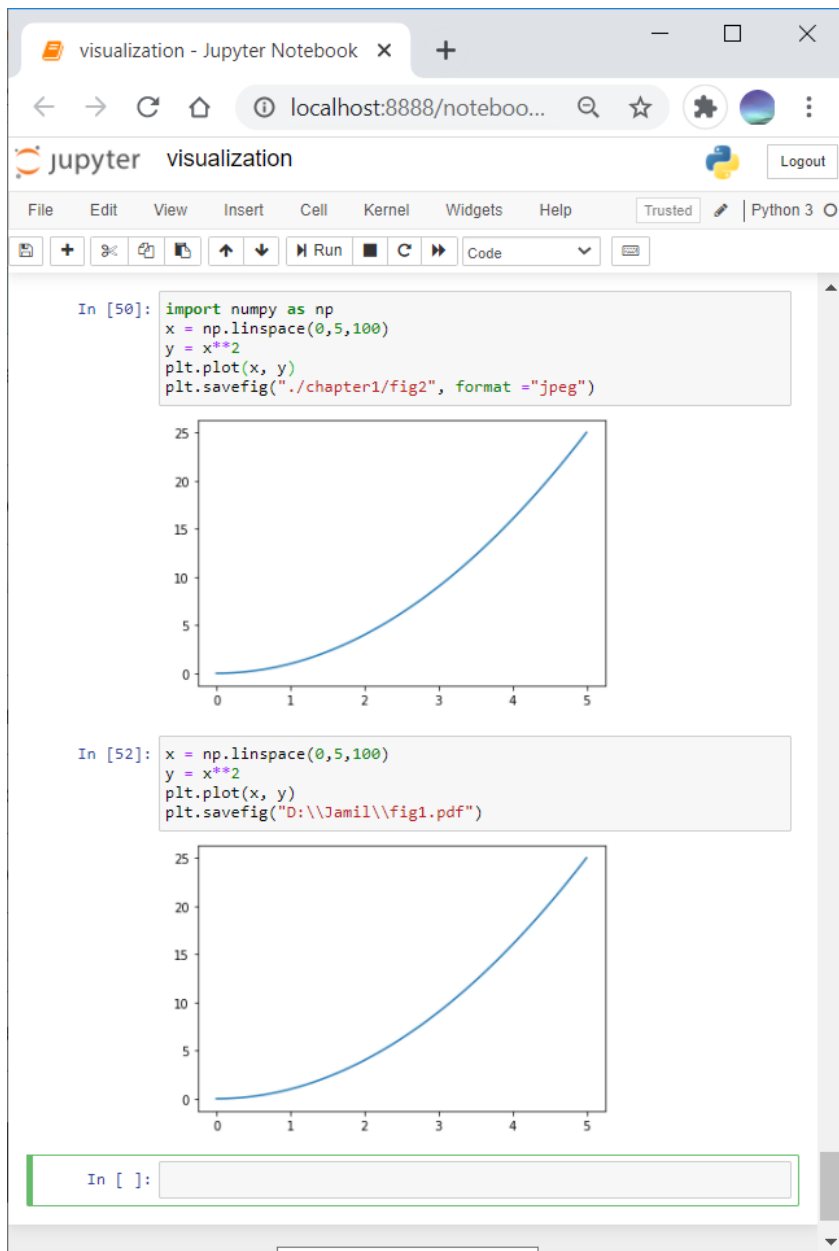 visualization - Jupyter Notebook
localhost:8888/noteboo...
jupyter visualization Logout
File Edit View Insert Cell Kernel Widgets Help Trusted Python 3
Run Code
In [50]: import numpy as np
x = np.linspace(0,5,100)
y = x**2
plt.plot(x, y)
plt.savefig("./chapter1/fig2", format ="jpeg")
25
20
15
10
5
0
0 1 2 3 4 5
In [52]: x = np.linspace(0,5,100)
y = x**2
plt.plot(x, y)
plt.savefig("D:\\Jamil\\fig1.pdf")
25
20
15
10
5
0
0 1 2 3 4 5
In [ ]: